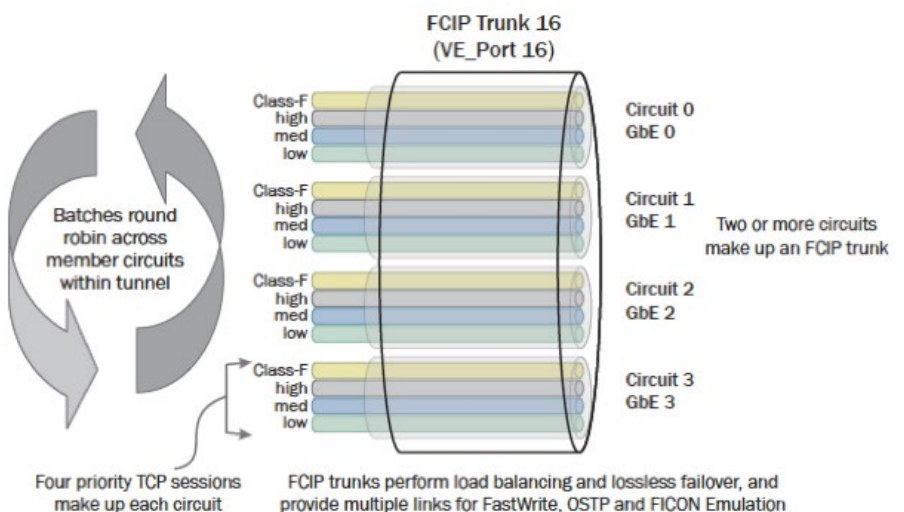 FCIP Trunk 16
(VE_Port 16)
Class-F
high
med
low
Circuit 0
GbE 0
Class-F
high
med
low
Circuit 1
GbE 1
Batches round
robin across
member circuits
within tunnel
Two or more circuits
make up an FCIP trunk
Class-F
high
med
low
Circuit 2
GbE 2
Class-F
high
med
low
Circuit 3
GbE 3
Four priority TCP sessions
make up each circuit
FCIP trunks perform load balancing and lossless failover, and
provide multiple links for FastWrite, OSTP and FICON Emulation